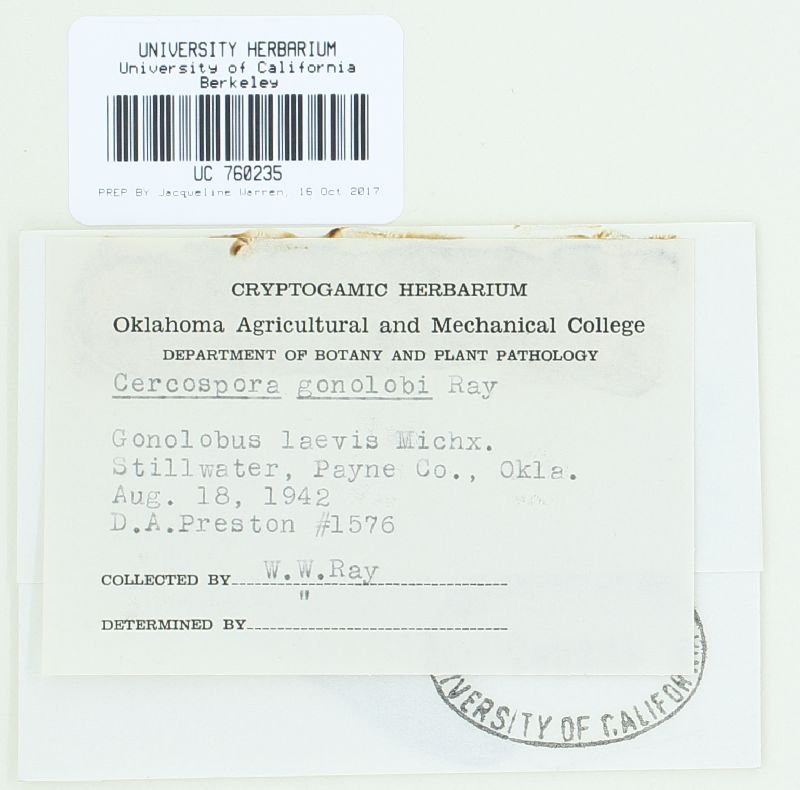 UNIVERSITY HERBARIUM
University of California
Berkeley
UC 760235
PREP BY Jacqueline Warren, 16 Oct 2017
CRYPTOGAMIC HERBARIUM
Oklahoma Agricultural and Mechanical College
DEPARTMENT OF BOTANY AND PLANT PATHOLOGY
Cercospora gonolobi Ray
Gonolobus laevis Michx.
Stillwater, Payne Co., Okla.
Aug. 18, 1942
D.A.Preston #1576
COLLECTED BY W.W.Ray
"
DETERMINED BY
IVERSITY OF CALIFOR